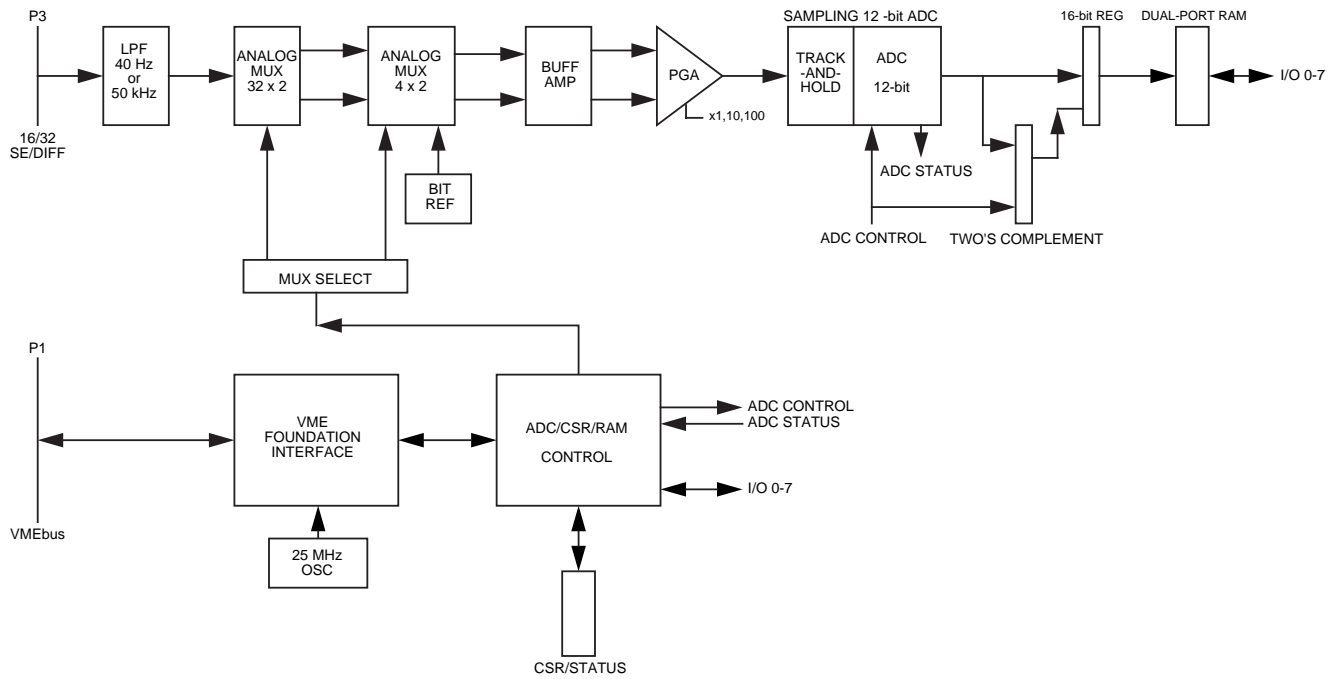 P3
SAMPLING 12 -bit ADC
16-bit REG
DUAL-PORT RAM
LPF
40 Hz
or
50 kHz
ANALOG
MUX
32 x 2
ANALOG
MUX
4 x 2
BUFF
AMP
PGA
x1,10,100
TRACK
-AND-
HOLD
ADC
12-bit
I/O 0-7
16/32
SE/DIFF
BIT
REF
ADC STATUS
ADC CONTROL
TWO'S COMPLEMENT
MUX SELECT
P1
VME
FOUNDATION
INTERFACE
ADC/CSR/RAM
CONTROL
ADC CONTROL
ADC STATUS
I/O 0-7
VMEbus
25 MHz
OSC
CSR/STATUS